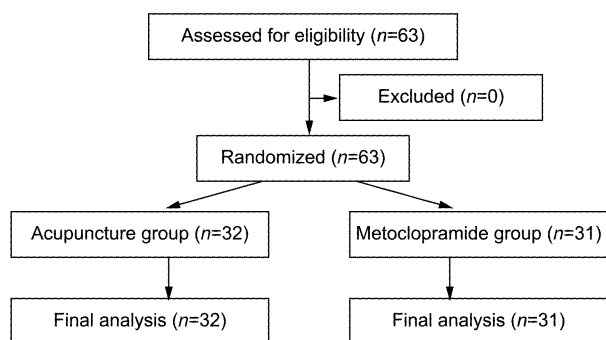 Assessed for eligibility (n=63)
Excluded (n=0)
Randomized (n=63)
Acupuncture group (n=32)
Metoclopramide group (n=31)
Final analysis (n=32)
Final analysis (n=31)